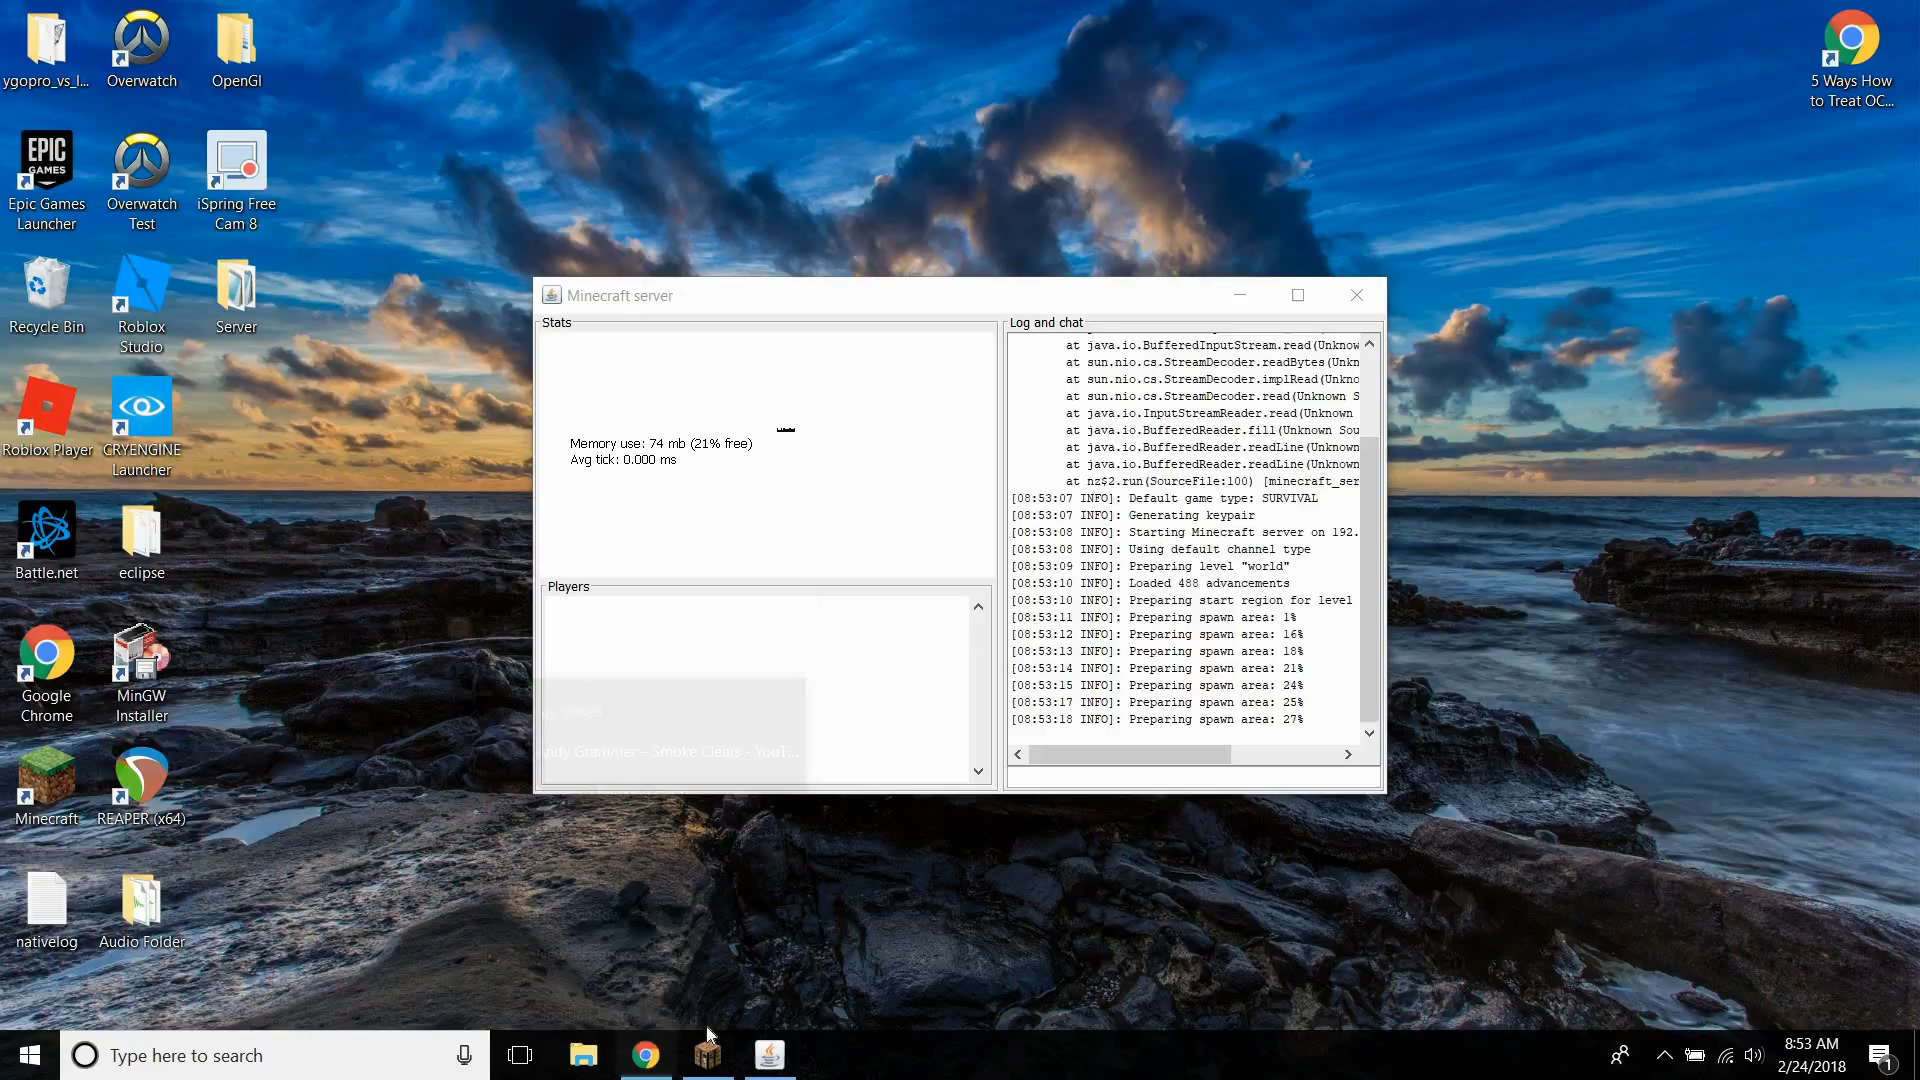 ygopro_vs_l...
Overwatch
OpenGl
5 Ways How
to Treat OC...
EPIC
GAMES
Epic Games
Launcher
Overwatch
Test
iSpring Free
Cam 8
Recycle Bin
Roblox
Studio
Server
Roblox Player
CRYENGINE
Launcher
Battle.net
eclipse
Google
Chrome
MinGW
Installer
Minecraft
REAPER (x64)
nativelog
Audio Folder
Minecraft server
Stats
Memory use: 74 mb (21% free)
Avg tick: 0.000 ms
Players
Andy Grammer - Smoke Clears - YouT...
Log and chat
at java.io.BufferedInputStream.read(Unknow
at sun.nio.cs.StreamDecoder.readBytes(Unkn
at sun.nio.cs.StreamDecoder.implRead(Unkno
at sun.nio.cs.StreamDecoder.read(Unknown S
at java.io.InputStreamReader.read(Unknown
at java.io.BufferedReader.fill(Unknown Sou
at java.io.BufferedReader.readLine(Unknown
at java.io.BufferedReader.readLine(Unknown
at nz$2.run(SourceFile:100) [minecraft_ser
[08:53:07 INFO]: Default game type: SURVIVAL
[08:53:07 INFO]: Generating keypair
[08:53:08 INFO]: Starting Minecraft server on 192.
[08:53:08 INFO]: Using default channel type
[08:53:09 INFO]: Preparing level "world"
[08:53:10 INFO]: Loaded 488 advancements
[08:53:10 INFO]: Preparing start region for level
[08:53:11 INFO]: Preparing spawn area: 1%
[08:53:12 INFO]: Preparing spawn area: 16%
[08:53:13 INFO]: Preparing spawn area: 18%
[08:53:14 INFO]: Preparing spawn area: 21%
[08:53:15 INFO]: Preparing spawn area: 24%
[08:53:17 INFO]: Preparing spawn area: 25%
[08:53:18 INFO]: Preparing spawn area: 27%
Type here to search
8:53 AM
2/24/2018
1